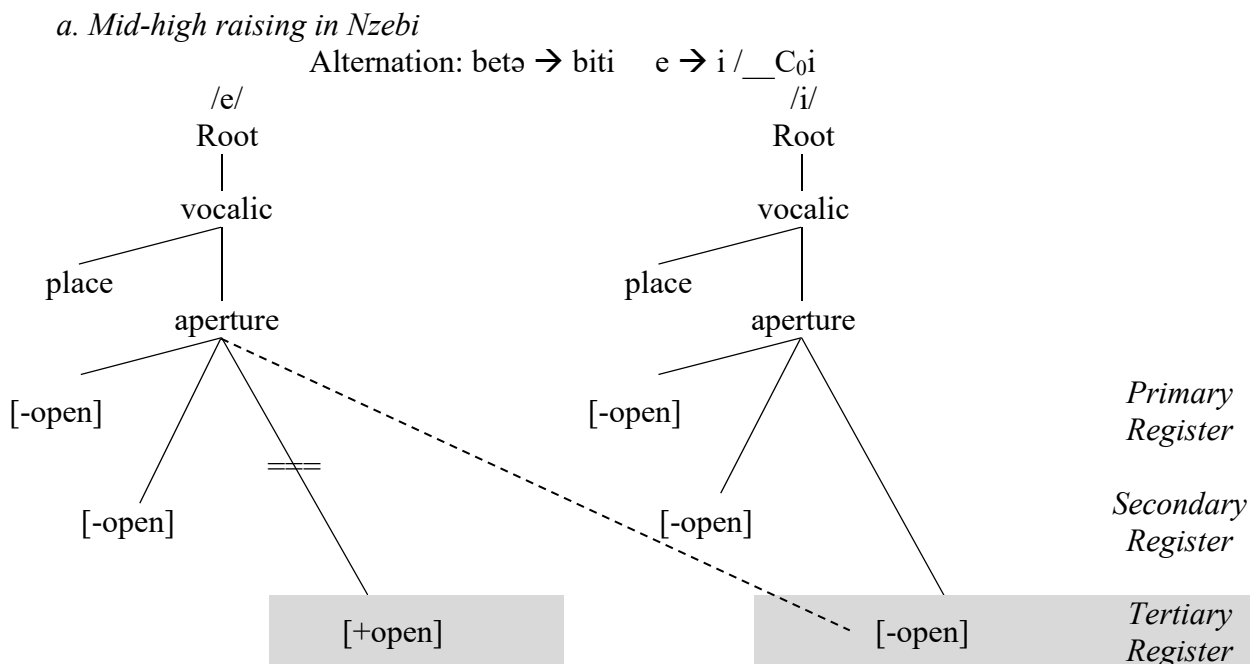 a. Mid-high raising in Nzebi
Alternation: betə → biti e → i /__C₀i
/e/ /i/
Root Root
vocalic vocalic
place place
aperture aperture
[-open] [-open] Primary
Register
[-open] [-open] Secondary
Register
[+open] [-open] Tertiary
Register